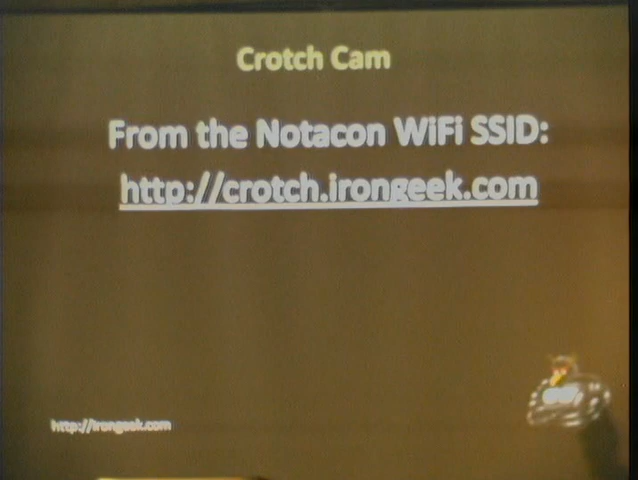 Crotch Cam
From the Notacon WiFi SSID:
http://crotch.irongeek.com
http://irongeek.com